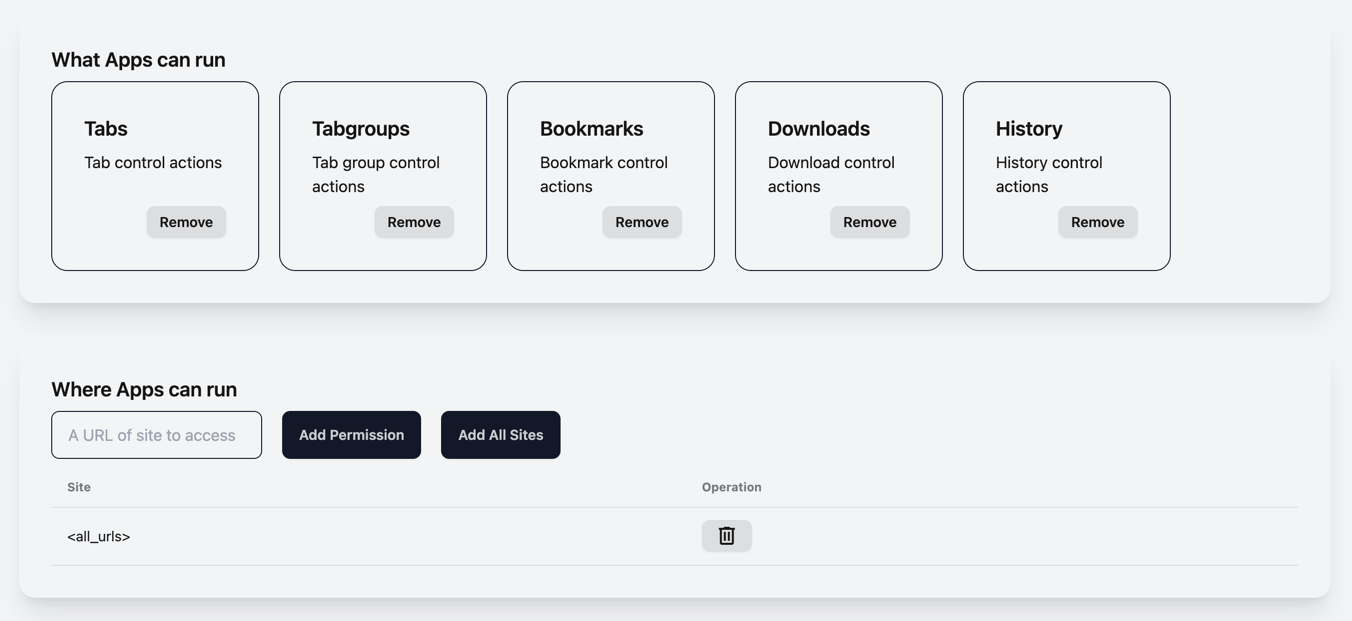 What Apps can run
Tabs
Tab control actions
Remove
Tabgroups
Tab group control
actions
Remove
Bookmarks
Bookmark control
actions
Remove
Downloads
Download control
actions
Remove
History
History control
actions
Remove
Where Apps can run
A URL of site to access
Add Permission
Add All Sites
Site
Operation
<all_urls>